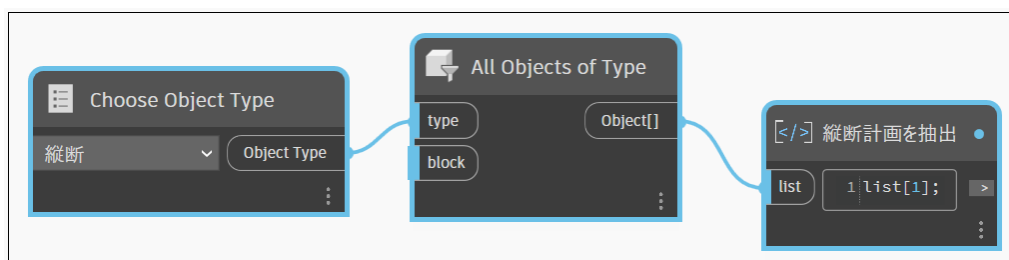 Choose Object Type
縦断
Object Type
All Objects of Type
type
Object[]
block
[</>] 縦断計画を抽出
list
1 list[1];
>